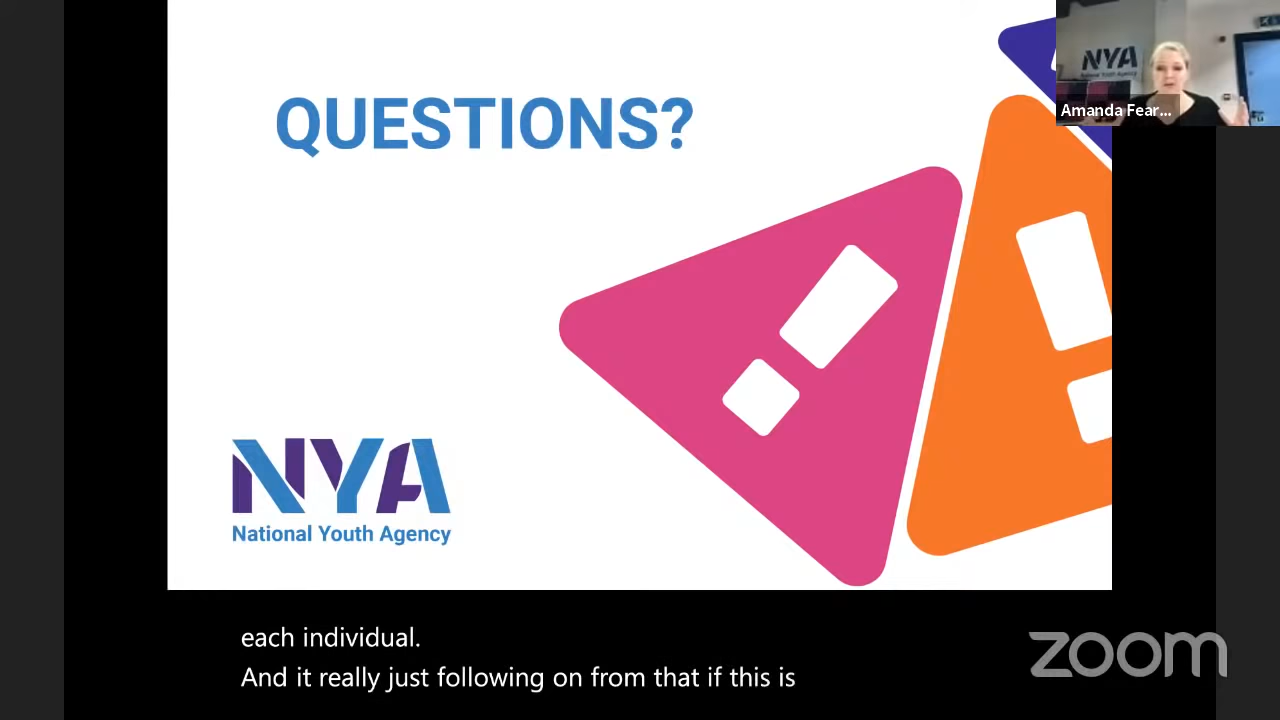 QUESTIONS?
NYA
National Youth Agency
NYA
National Youth Agency
Amanda Fear...
each individual.
And it really just following on from that if this is
zoom